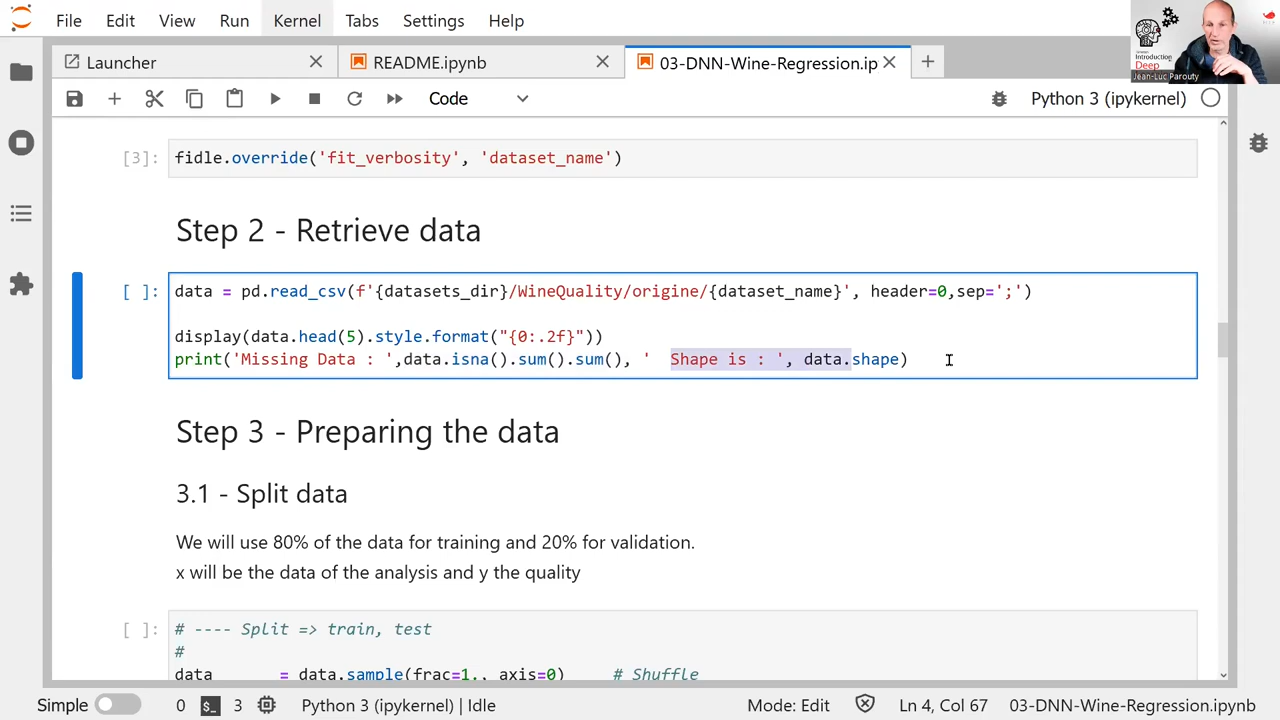 File Edit View Run Kernel Tabs Settings Help
Introduction
Deep
Jean-Luc Parouty
Launcher
README.ipynb
03-DNN-Wine-Regression.ip
Code
Python 3 (ipykernel)
[3]: fidle.override('fit_verbosity', 'dataset_name')
Step 2 - Retrieve data
[ ]: data = pd.read_csv(f'{datasets_dir}/WineQuality/origine/{dataset_name}', header=0,sep=';')
display(data.head(5).style.format("{0:.2f}"))
print('Missing Data : ',data.isna().sum().sum(), '  Shape is : ', data.shape)
Step 3 - Preparing the data
3.1 - Split data
We will use 80% of the data for training and 20% for validation.
x will be the data of the analysis and y the quality
[ ]: # ---- Split => train, test
#
data = data.sample(frac=1., axis=0) # Shuffle
Simple 0 $_ 3 Python 3 (ipykernel) | Idle Mode: Edit Ln 4, Col 67 03-DNN-Wine-Regression.ipynb